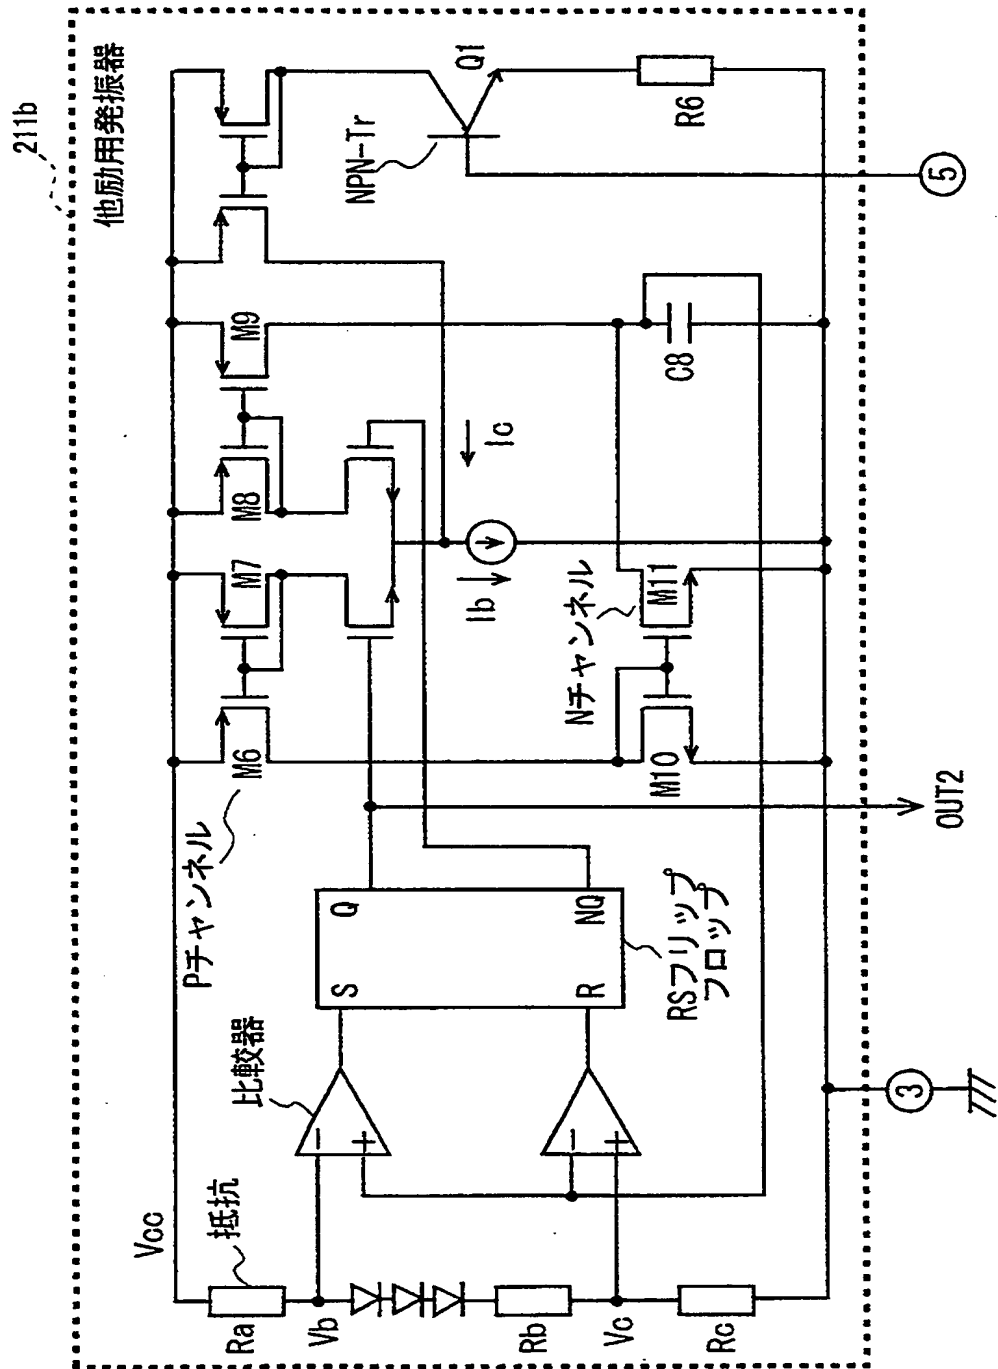 211b
他励用発振器
Vcc
抵抗
Ra
Vb
Rb
Vc
Rc
比較器
－
＋
－
＋
S
Q
R
NQ
RSフリップ
フロップ
Pチャンネル
M6
M7
M8
M9
Ib
Ic
Nチャンネル
M10
M11
C8
NPN-Tr
Q1
R6
OUT2
3
5